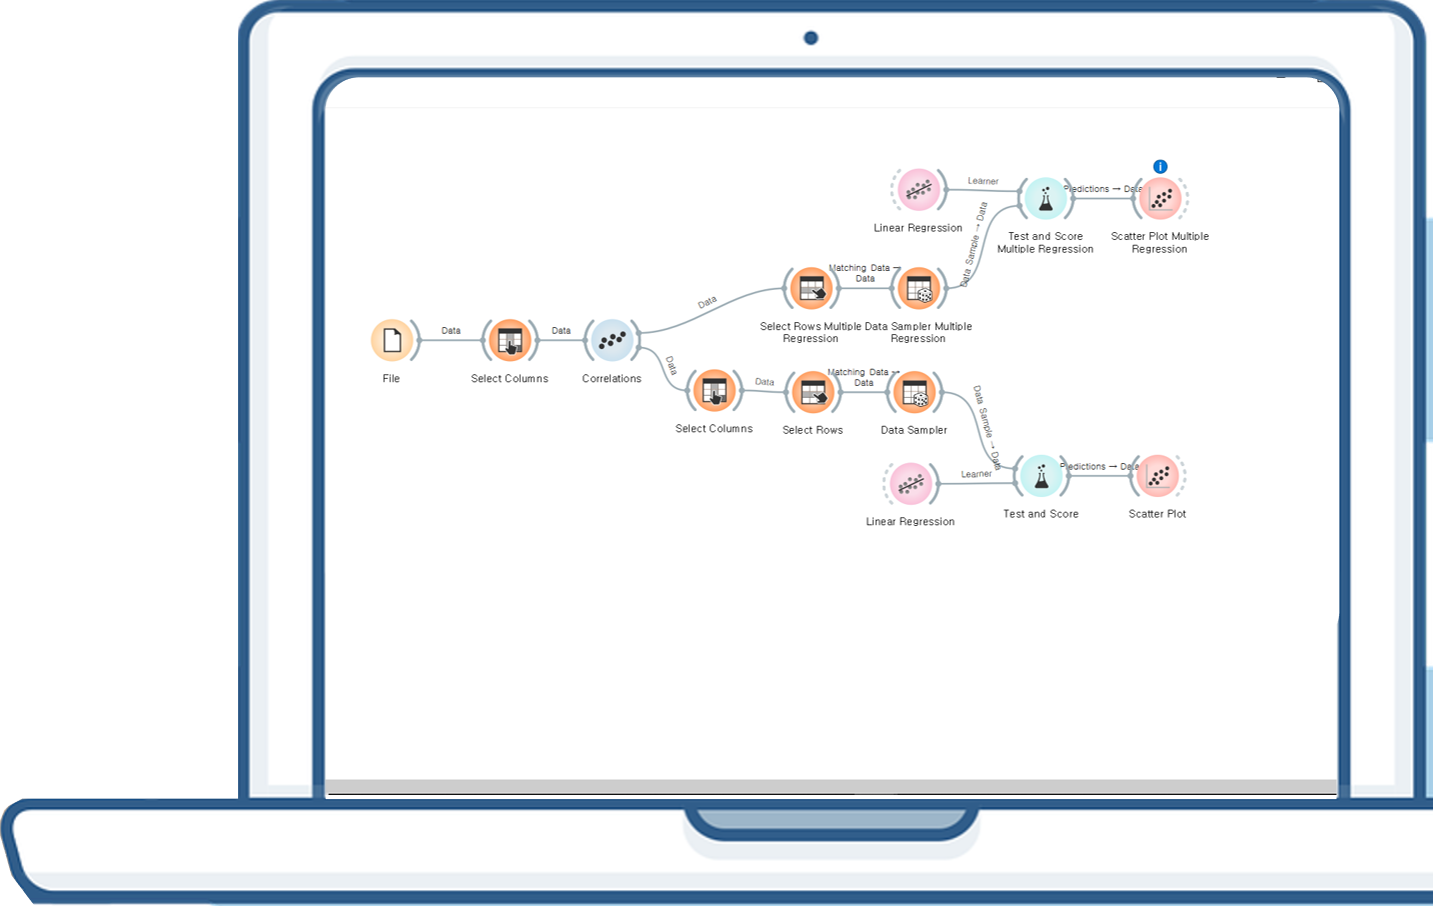 i
Learner
Predictions → Data
Linear Regression
Test and Score
Multiple Regression
Scatter Plot Multiple
Regression
Data Sample → Data
Matching Data →
Data
Data
Select Rows Multiple
Regression
Data Sampler Multiple
Regression
Data
Data
File
Select Columns
Correlations
Data
Data
Matching Data →
Data
Select Columns
Select Rows
Data Sampler
Data Sample → Data
Learner
Predictions → Data
Linear Regression
Test and Score
Scatter Plot